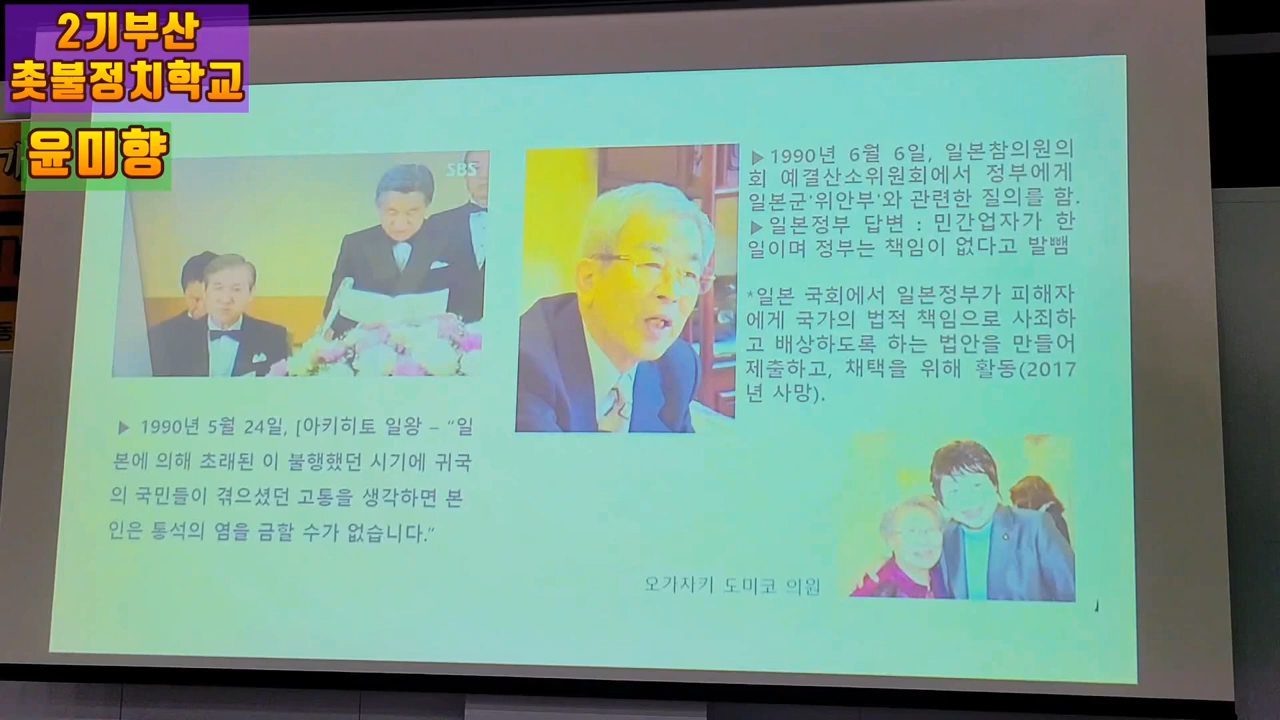 2기부산
촛불정치학교
윤미향
SBS
▶1990년 6월 6일, 일본참의원의
회 예결산소위원회에서 정부에게
일본군'위안부'와 관련한 질의를 함.
▶일본정부 답변 : 민간업자가 한
일이며 정부는 책임이 없다고 발뺌
*일본 국회에서 일본정부가 피해자
에게 국가의 법적 책임으로 사죄하
고 배상하도록 하는 법안을 만들어
제출하고, 채택을 위해 활동(2017
년 사망).
▶ 1990년 5월 24일, [아키히토 일왕 – “일
본에 의해 초래된 이 불행했던 시기에 귀국
의 국민들이 겪으셨던 고통을 생각하면 본
인은 통석의 염을 금할 수가 없습니다.”
오가자키 도미코 의원